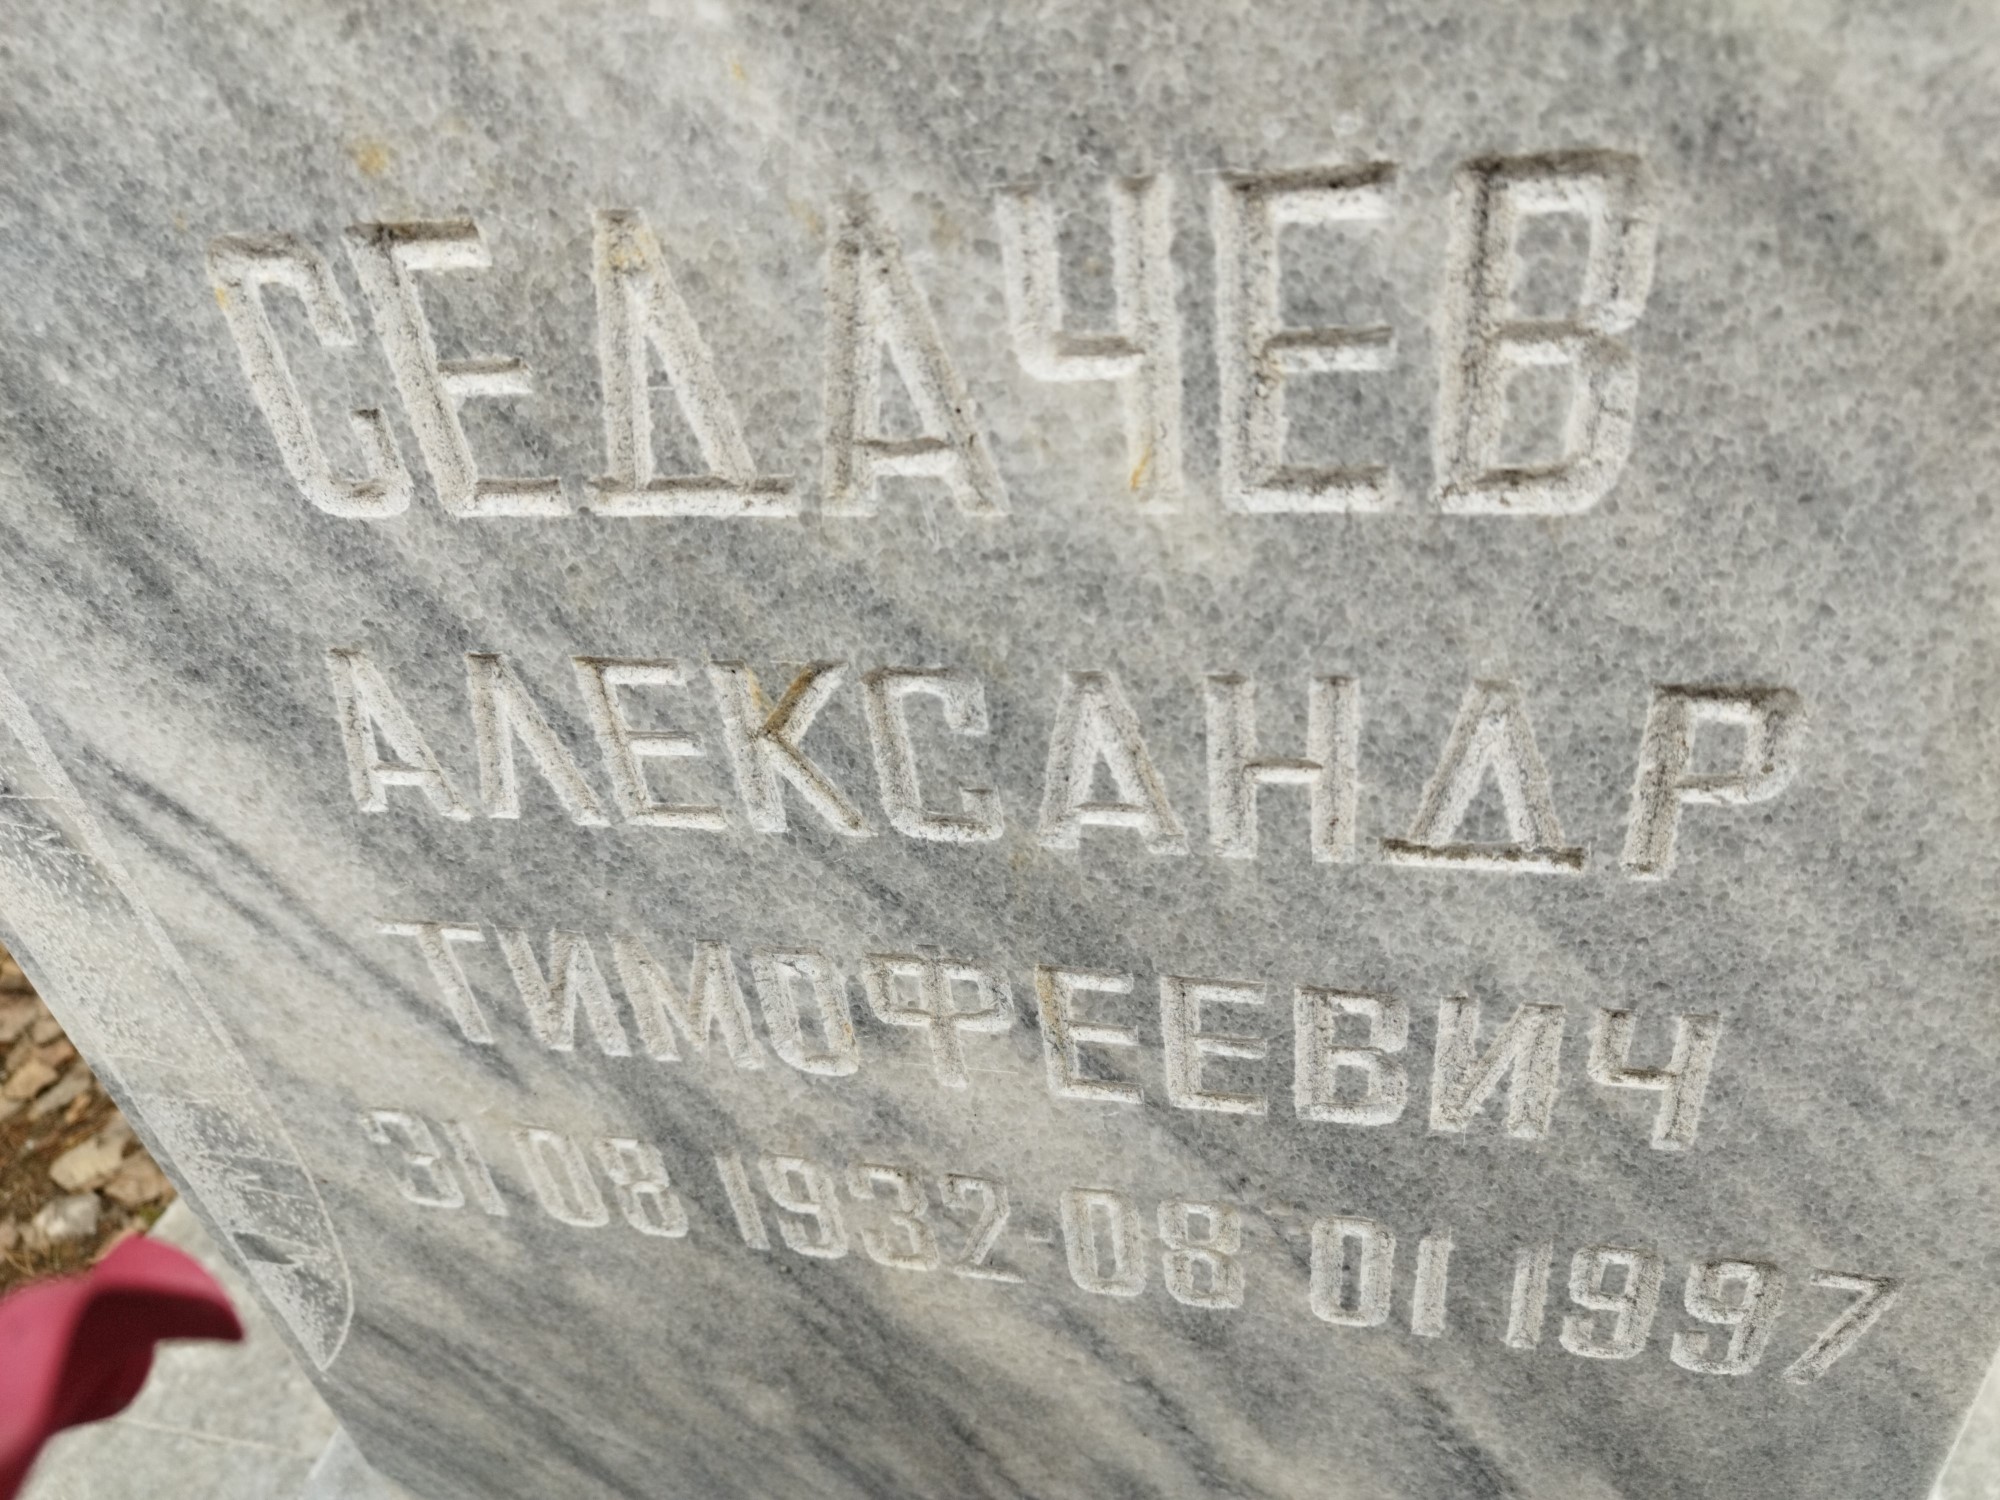 СЕДАЧЕВ
АЛЕКСАНДР
ТИМОФЕЕВИЧ
31 08 1932-08 01 1997